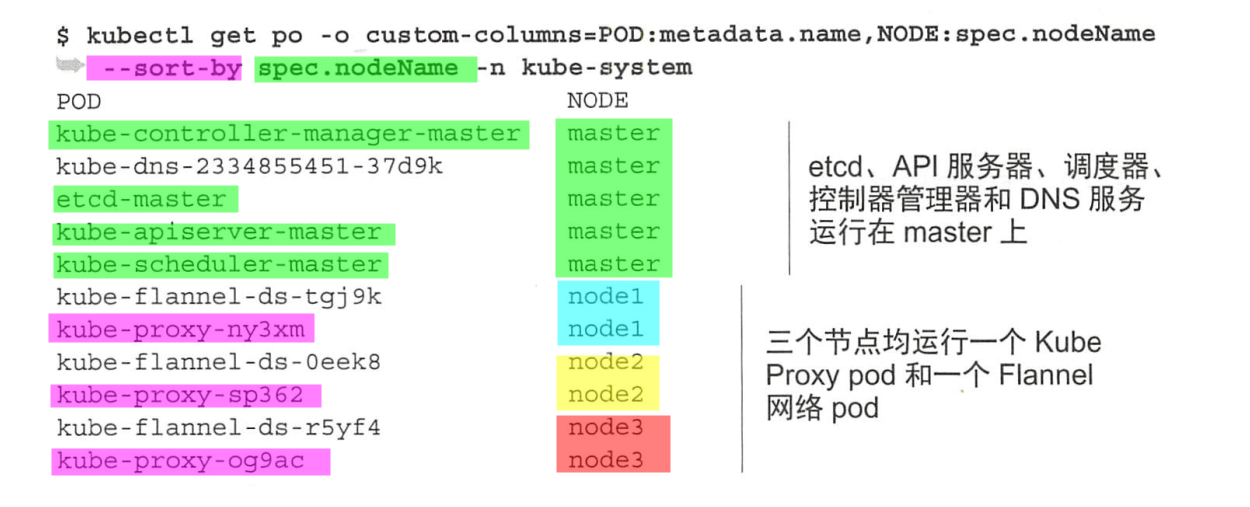 $ kubectl get po -o custom-columns=POD:metadata.name,NODE:spec.nodeName
--sort-by spec.nodeName -n kube-system
POD NODE
kube-controller-manager-master master
kube-dns-2334855451-37d9k master
etcd-master master
kube-apiserver-master master
kube-scheduler-master master
kube-flannel-ds-tgj9k node1
kube-proxy-ny3xm node1
kube-flannel-ds-0eek8 node2
kube-proxy-sp362 node2
kube-flannel-ds-r5yf4 node3
kube-proxy-og9ac node3
etcd、API 服务器、调度器、
控制器管理器和 DNS 服务
运行在 master 上
三个节点均运行一个 Kube
Proxy pod 和一个 Flannel
网络 pod